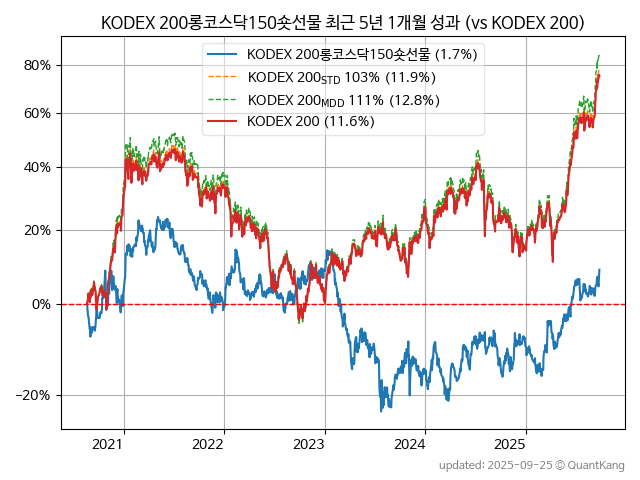 KODEX 200롱코스닥150숏선물 최근 5년 1개월 성과 (vs KODEX 200)
KODEX 200롱코스닥150숏선물 (1.7%)
KODEX 200STD 103% (11.9%)
KODEX 200MDD 111% (12.8%)
KODEX 200 (11.6%)
80%
60%
40%
20%
0%
−20%
2021
2022
2023
2024
2025
updated: 2025-09-25 © QuantKang